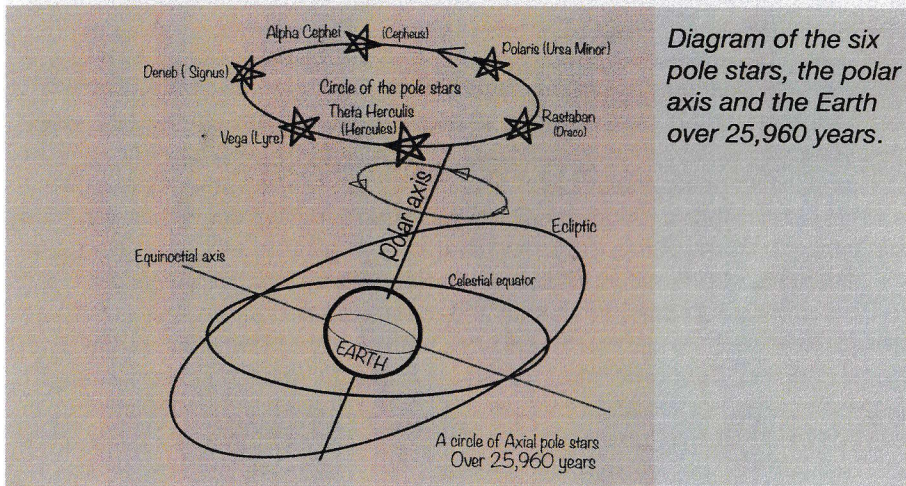 Alpha Cephei (Cepheus)
Polaris (Ursa Minor)
Deneb ( Signus)
Circle of the pole stars
Theta Herculis
(Hercules)
Vega (Lyre)
Rastaban
(Draco)
Polar axis
Ecliptic
Equinoctial axis
Celestial equator
EARTH
A circle of Axial pole stars
Over 25,960 years
Diagram of the six
pole stars, the polar
axis and the Earth
over 25,960 years.